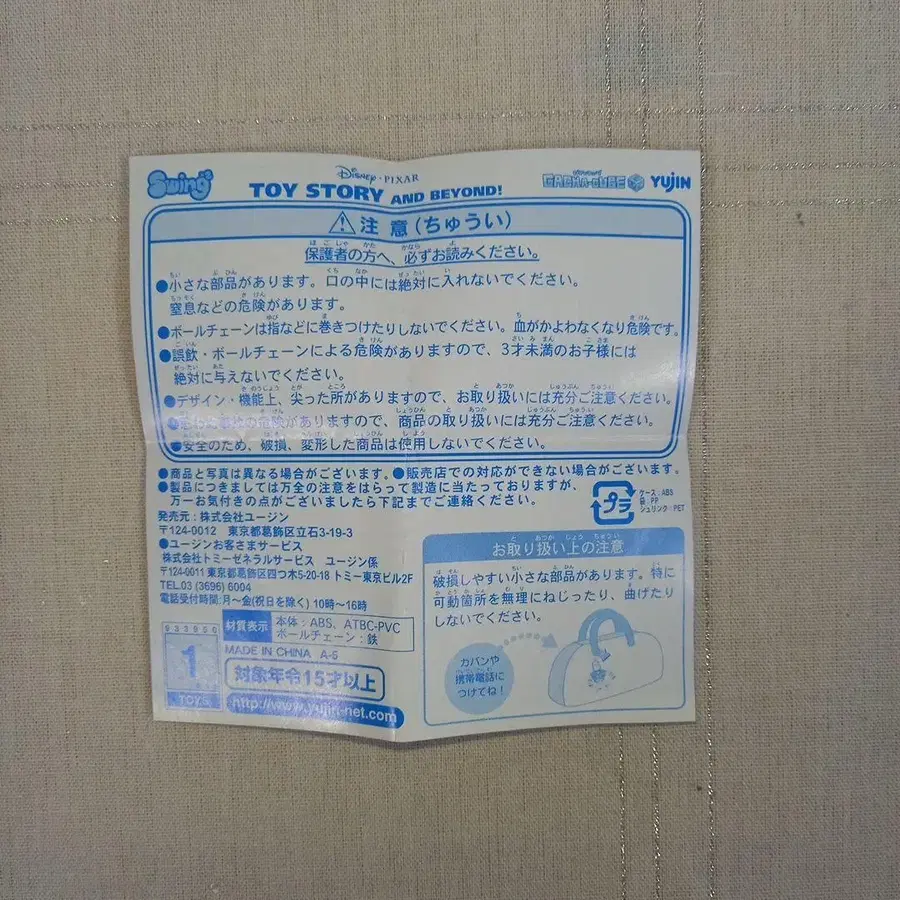 Swing
Disney · PIXAR
TOY STORY AND BEYOND!
GACHA-CUBE YUJIN
注意(ちゅうい)
保護者の方へ、必ずお読みください。
●小さな部品があります。口の中には絶対に入れないでください。
窒息などの危険があります。
●ボールチェーンは指などに巻きつけたりしないでください。血がかよわなくなり危険です。
●誤飲・ボールチェーンによる危険がありますので、3才未満のお子様には
絶対に与えないでください。
●デザイン・機能上、尖った所がありますので、お取り扱いには充分ご注意ください。
危険がありますので、商品の取り扱いには充分ご注意ください。
●安全のため、破損、変形した商品は使用しないでください。
●商品と写真は異なる場合がございます。●販売店での対応ができない場合がございます。
●製品につきましては万全の注意をはらって製造に当たっておりますが、
万一お気付きの点がございましたら下記までご連絡ください。
発売元：株式会社ユージン
〒124-0012 東京都葛飾区立石3-19-3
●ユージンお客さまサービス
株式会社トミーゼネラルサービス ユージン係
〒124-0011 東京都葛飾区四つ木5-20-18 トミー東京ビル2F
TEL.03 (3696) 6004
電話受付時間:月〜金(祝日を除く) 10時〜16時
材質表示
本体：ABS、ATBC-PVC
ボールチェーン：鉄
MADE IN CHINA A-5
対象年令15才以上
http://www.yujin-net.com
1
TOYS
プラ
ケース：ABS
袋：PP
シュリンク：PET
お取り扱い上の注意
破損しやすい小さな部品があります。特に
可動箇所を無理にねじったり、曲げたり
しないでください。
カバンや
携帯電話に
つけてね！